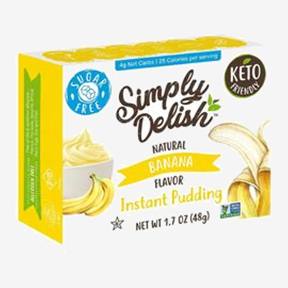 4g Net Carbs | 25 Calories per serving
SUGAR
FREE
KETO
FRIENDLY
Simply
Delish™
NATURAL
BANANA
FLAVOR
Instant Pudding
NET WT 1.7 OZ (48g)